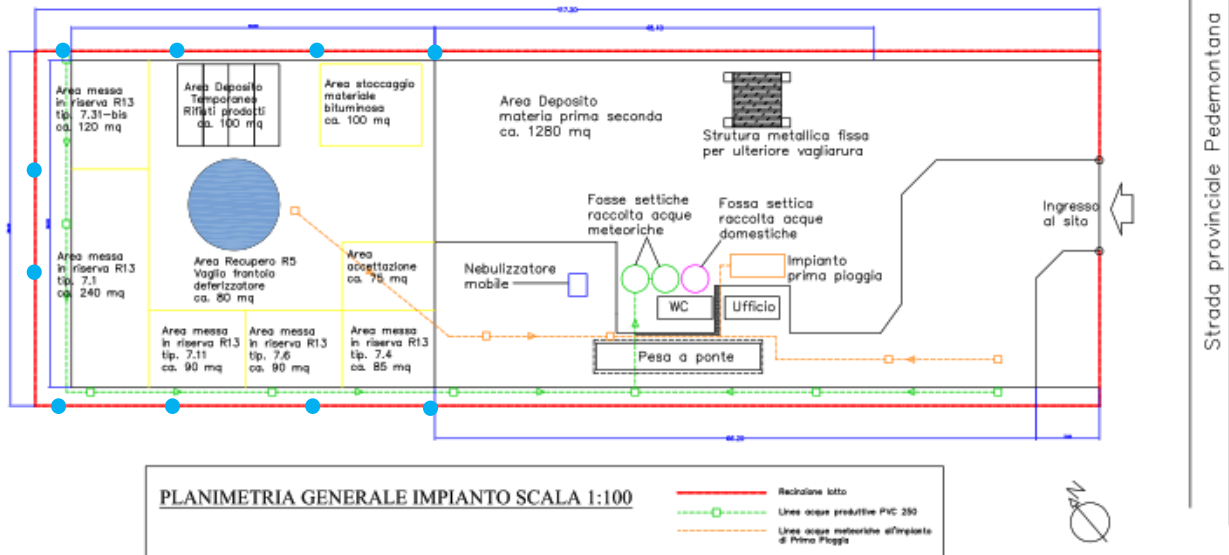 117.20
48.10
Area messa
in riserva R13
tip. 7.31-bis
ca. 120 mq
Area Deposito
Temporaneo
Rifiuti prodotti
ca. 100 mq
Area stoccaggio
materiale
bituminoso
ca. 100 mq
Area Deposito
materia prima seconda
ca. 1280 mq
Strutura metallica fissa
per ulteriore vagliarura
Strada provinciale Pedemontana
Ingresso
al sito
Fosse settiche
raccolta acque
meteoriche
Fossa settica
raccolta acque
domestiche
Area messa
in riserva R13
tip. 7.1
ca. 240 mq
Area Recupero R5
Vaglio frantoio
deferizzatore
ca. 80 mq
Area
accettazione
ca. 75 mq
Nebulizzatore
mobile
Impianto
prima pioggia
WC
Ufficio
Area messa
in riserva R13
tip. 7.11
ca. 90 mq
Area messa
in riserva R13
tip. 7.6
ca. 90 mq
Area messa
in riserva R13
tip. 7.4
ca. 85 mq
Pesa a ponte
66.20
PLANIMETRIA GENERALE IMPIANTO SCALA 1:100
Recinzione lotto
Linea acque produttive PVC 250
Linea acque meteoriche all'impianto
di Prima Pioggia
N